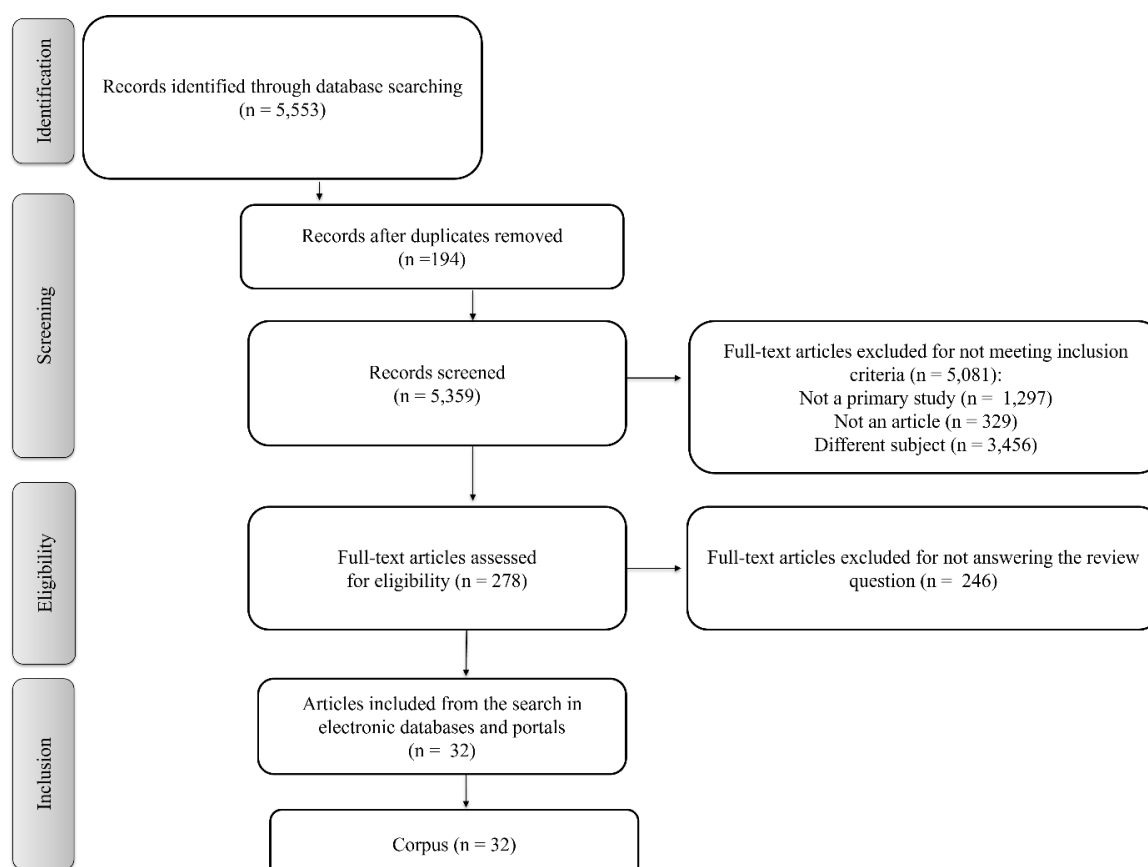 Identification
Records identified through database searching
(n = 5,553)
Screening
Records after duplicates removed
(n =194)
Records screened
(n = 5,359)
Full-text articles excluded for not meeting inclusion
criteria (n = 5,081):
Not a primary study (n =  1,297)
Not an article (n = 329)
Different subject (n = 3,456)
Eligibility
Full-text articles assessed
for eligibility (n = 278)
Full-text articles excluded for not answering the review
question (n =  246)
Inclusion
Articles included from the search in
electronic databases and portals
(n =  32)
Corpus (n = 32)